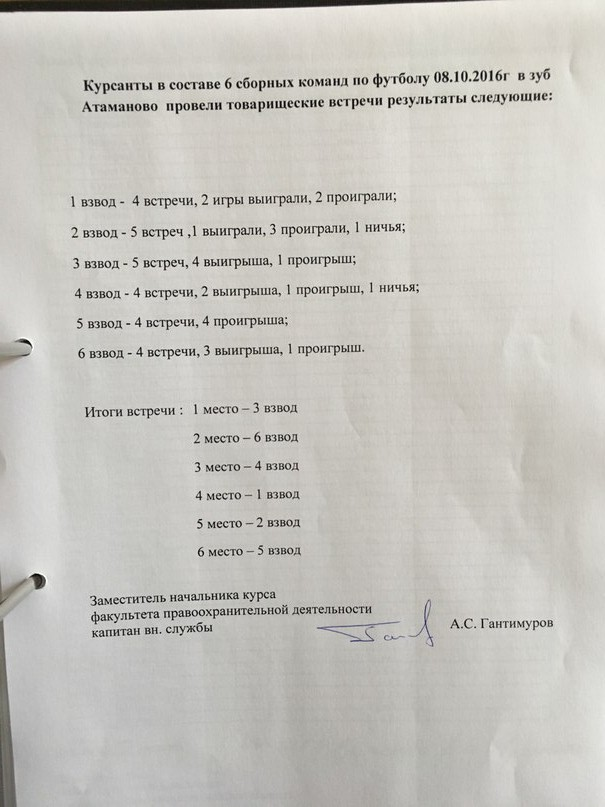 Курсанты в составе 6 сборных команд по футболу 08.10.2016г в зуб
Атаманово провели товарищеские встречи результаты следующие:
1 взвод - 4 встречи, 2 игры выиграли, 2 проиграли;
2 взвод - 5 встреч ,1 выиграли, 3 проиграли, 1 ничья;
3 взвод - 5 встреч, 4 выигрыша, 1 проигрыш;
4 взвод - 4 встречи, 2 выигрыша, 1 проигрыш, 1 ничья;
5 взвод - 4 встречи, 4 проигрыша;
6 взвод - 4 встречи, 3 выигрыша, 1 проигрыш.
Итоги встречи : 1 место – 3 взвод
2 место – 6 взвод
3 место – 4 взвод
4 место – 1 взвод
5 место – 2 взвод
6 место – 5 взвод
Заместитель начальника курса
факультета правоохранительной деятельности
капитан вн. службы
А.С. Гантимуров